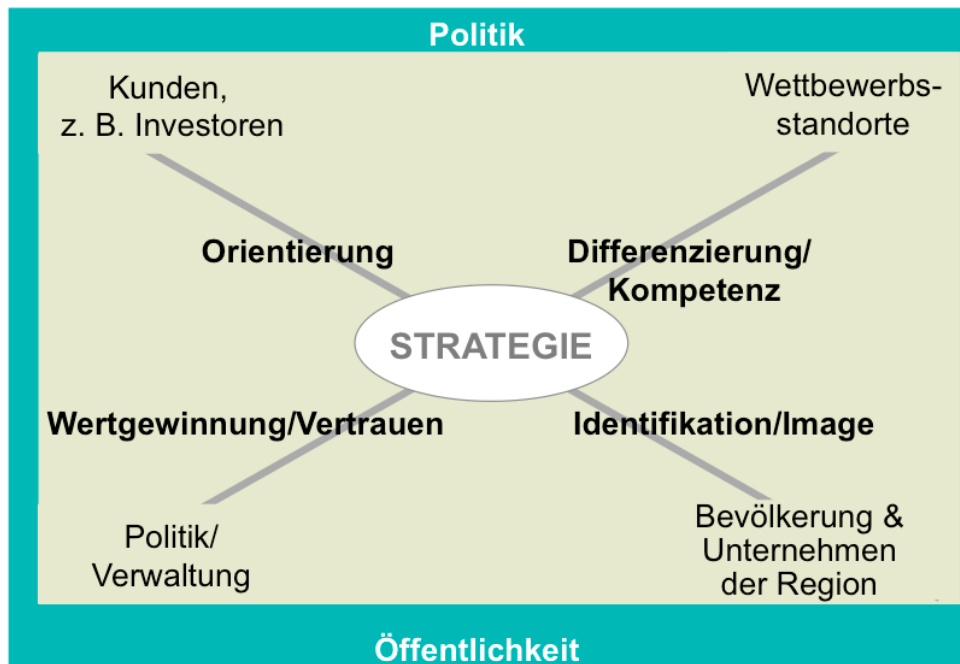 Politik
Kunden,
z. B. Investoren
Wettbewerbs-
standorte
Orientierung
Differenzierung/
Kompetenz
STRATEGIE
Wertgewinnung/Vertrauen
Identifikation/Image
Politik/
Verwaltung
Bevölkerung &
Unternehmen
der Region
Öffentlichkeit